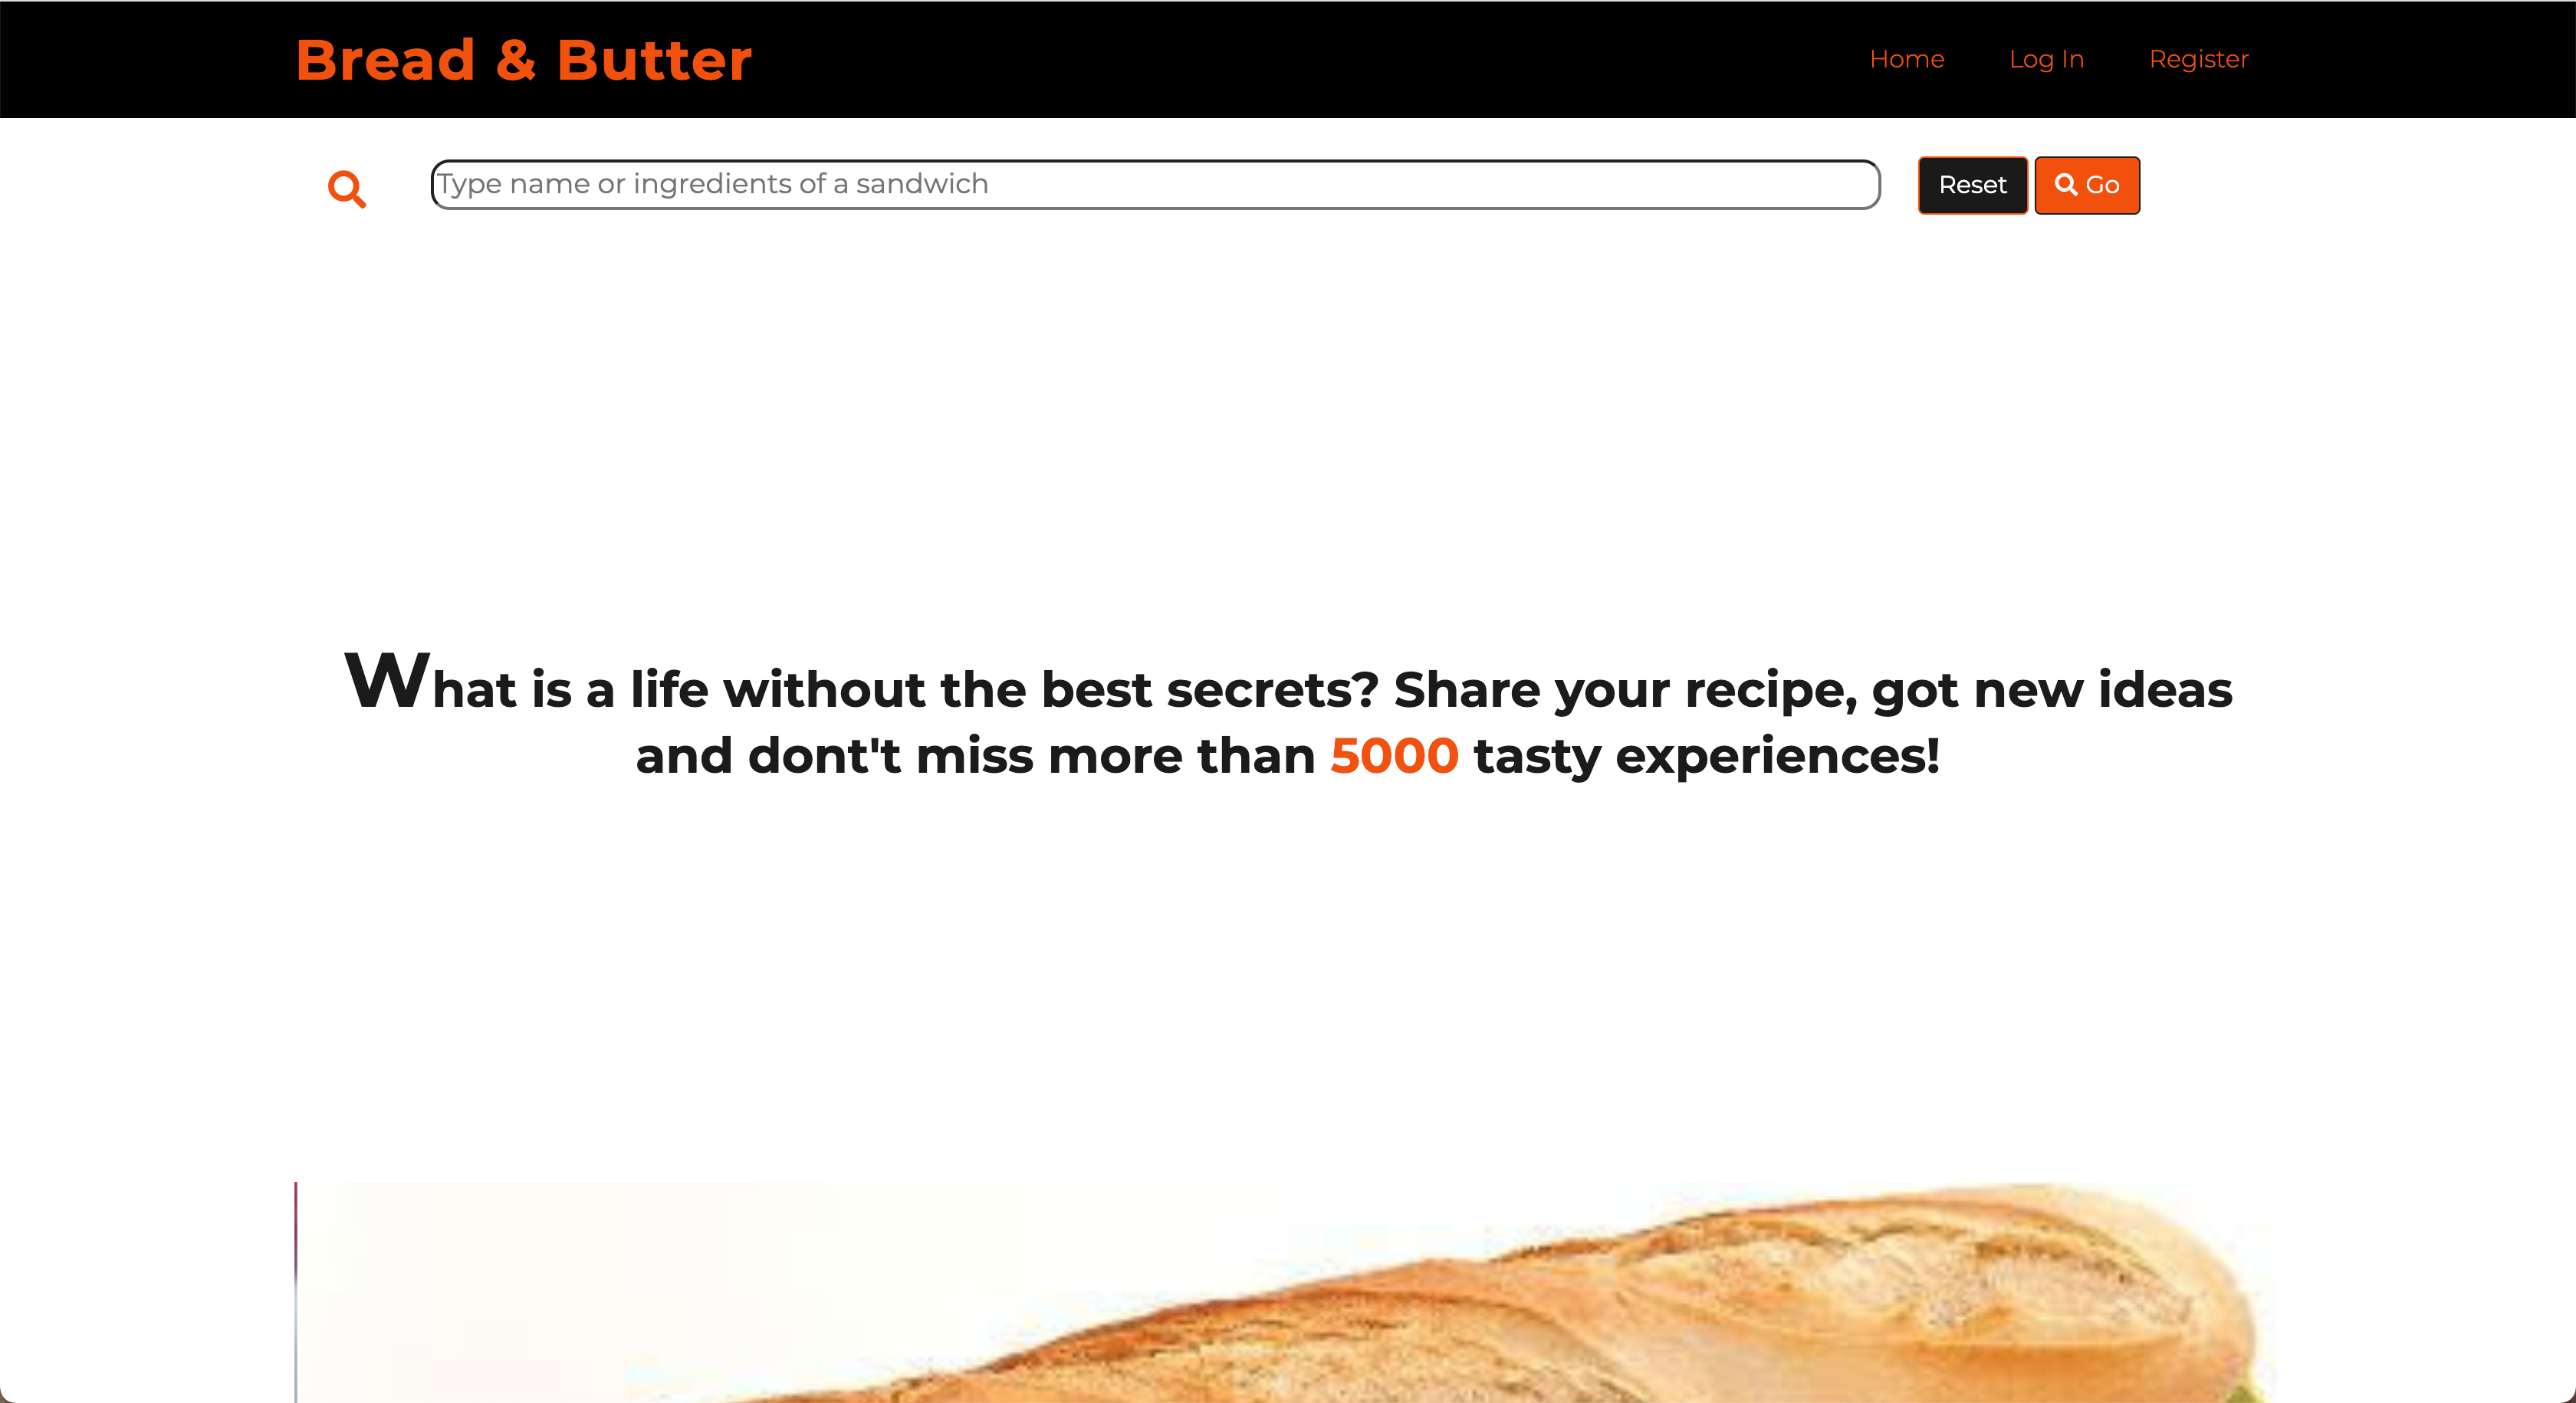 Bread & Butter
Home Log In Register
Type name or ingredients of a sandwich
Reset Go
What is a life without the best secrets? Share your recipe, got new ideas
and dont't miss more than 5000 tasty experiences!